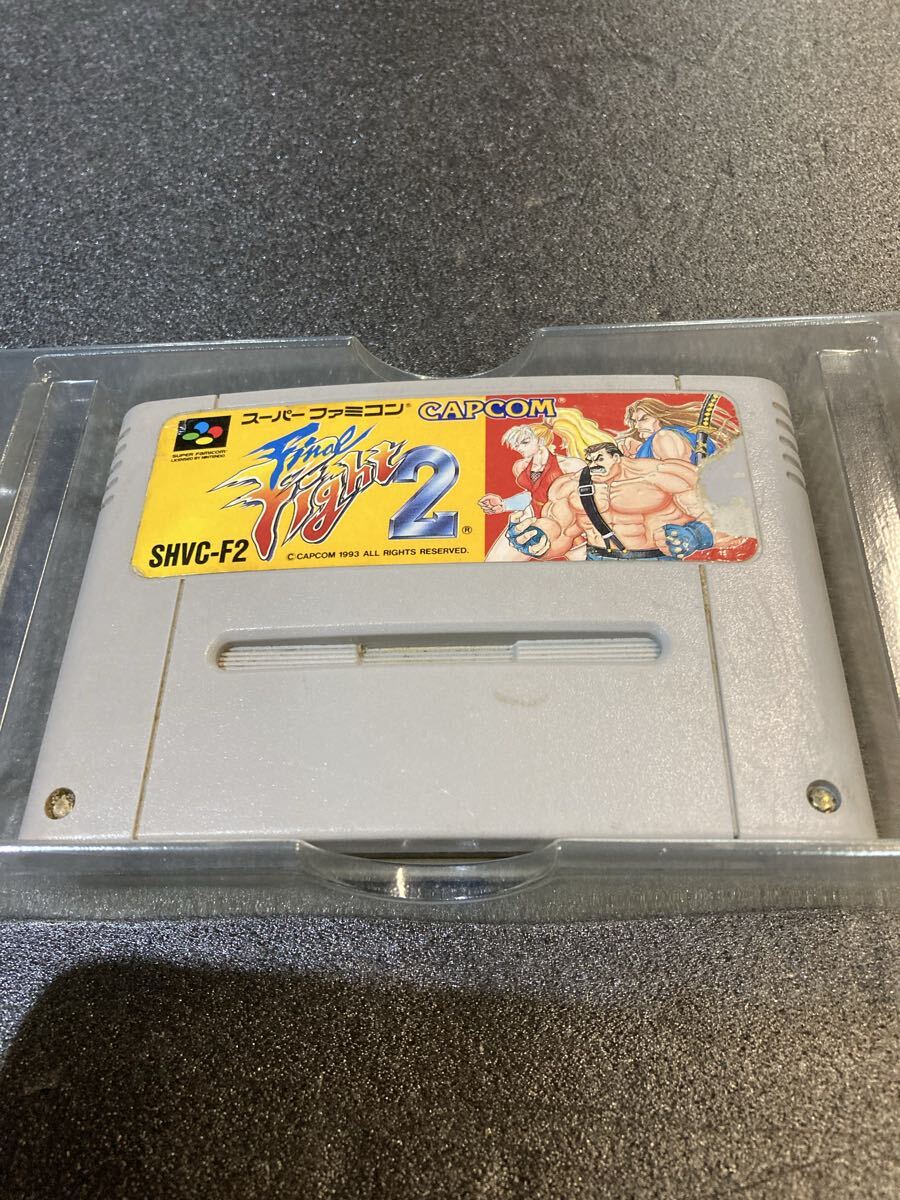 スーパーファミコン®
CAPCOM®
SUPER FAMICOM
LICENSED BY NINTENDO
Final
Fight 2®
SHVC-F2
©CAPCOM 1993 ALL RIGHTS RESERVED.